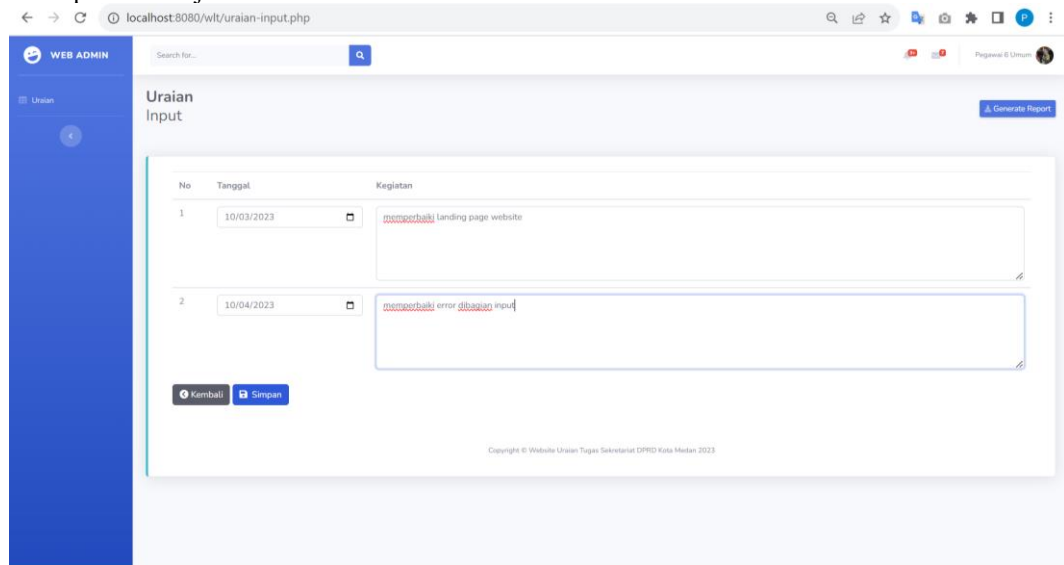 localhost:8080/wlt/uraian-input.php
WEB ADMIN
Search for...
Pegawai 6 Umum
Uraian
Uraian
Input
Generate Report
No Tanggal Kegiatan
1 10/03/2023 memperbaiki landing page website
2 10/04/2023 memperbaiki error dibagian input
Kembali Simpan
Copyright © Website Uraian Tugas Sekretariat DPRD Kota Medan 2023